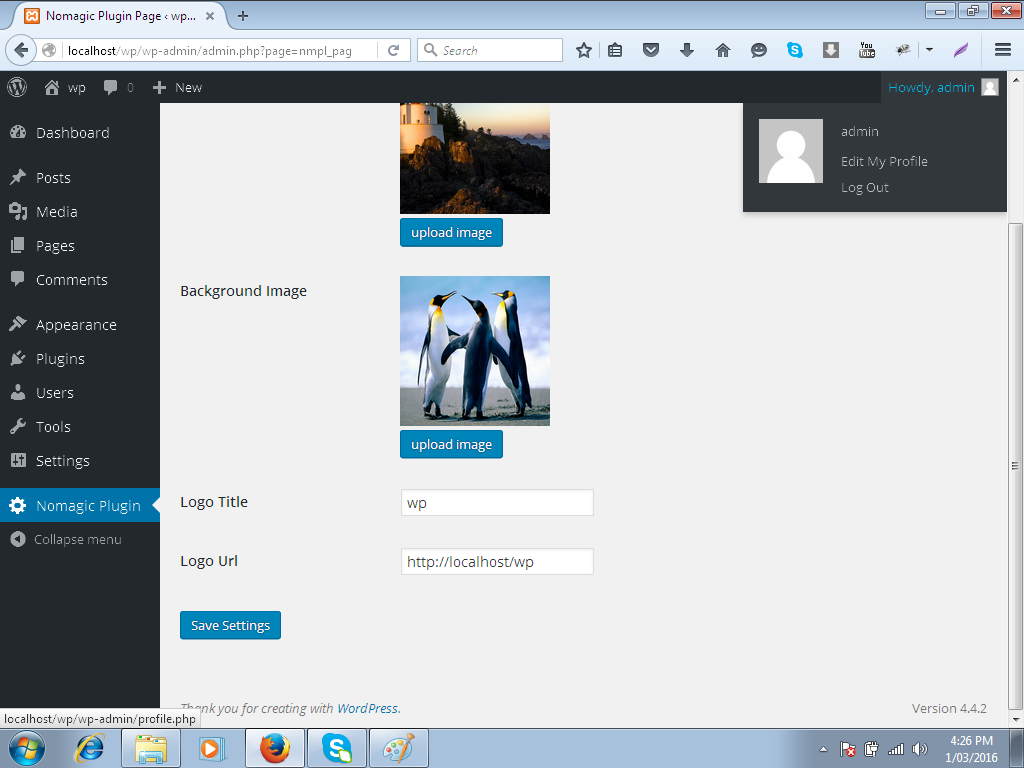 Nomagic Plugin Page ‹ wp...
localhost/wp/wp-admin/admin.php?page=nmpl_pag
Search
You
Tube
wp
0
New
Howdy, admin
admin
Edit My Profile
Log Out
Dashboard
Posts
Media
Pages
Comments
Appearance
Plugins
Users
Tools
Settings
Nomagic Plugin
Collapse menu
upload image
Background Image
upload image
Logo Title
wp
Logo Url
http://localhost/wp
Save Settings
Thank you for creating with WordPress.
Version 4.4.2
localhost/wp/wp-admin/profile.php
4:26 PM
1/03/2016